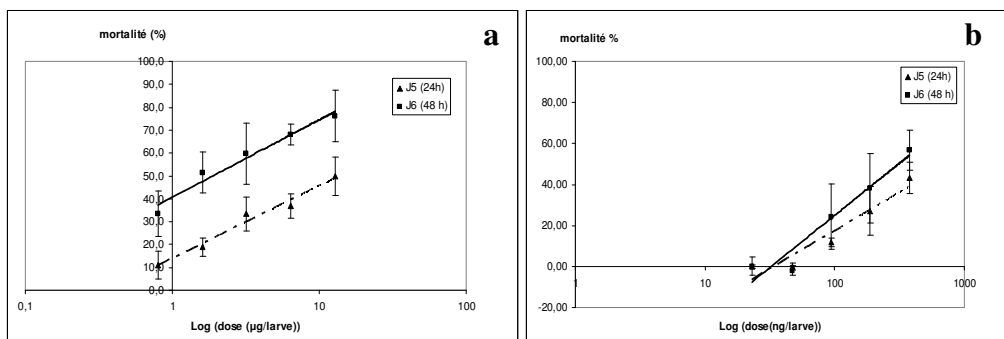 mortalité (%)
a
100,0
90,0
80,0
70,0
60,0
50,0
40,0
30,0
20,0
10,0
0,0
J5 (24h)
J6 (48 h)
0,1
1
10
100
Log (dose (µg/larve))
mortalité %
b
100,00
80,00
60,00
40,00
20,00
0,00
-20,00
J5 (24h)
J6 (48 h)
1
10
100
1000
Log (dose(ng/larve))